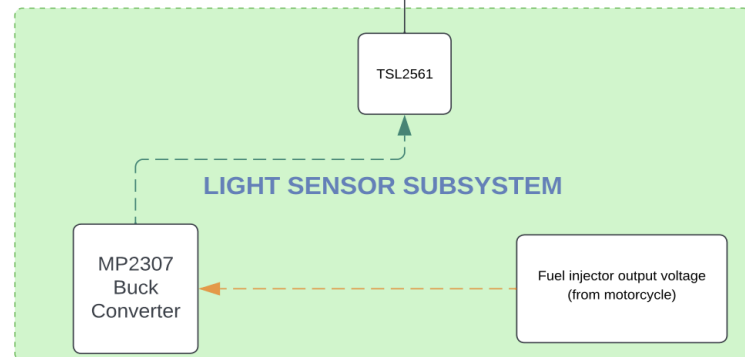 TSL2561
LIGHT SENSOR SUBSYSTEM
MP2307
Buck
Converter
Fuel injector output voltage
(from motorcycle)